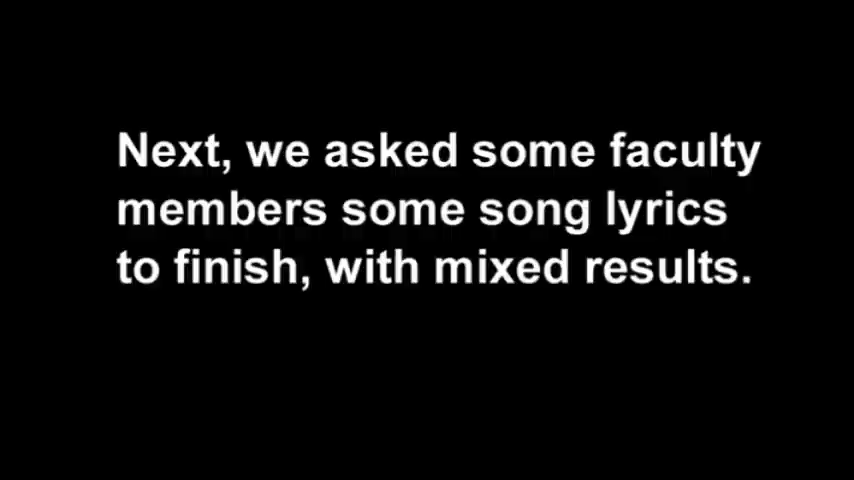 Next, we asked some faculty
members some song lyrics
to finish, with mixed results.